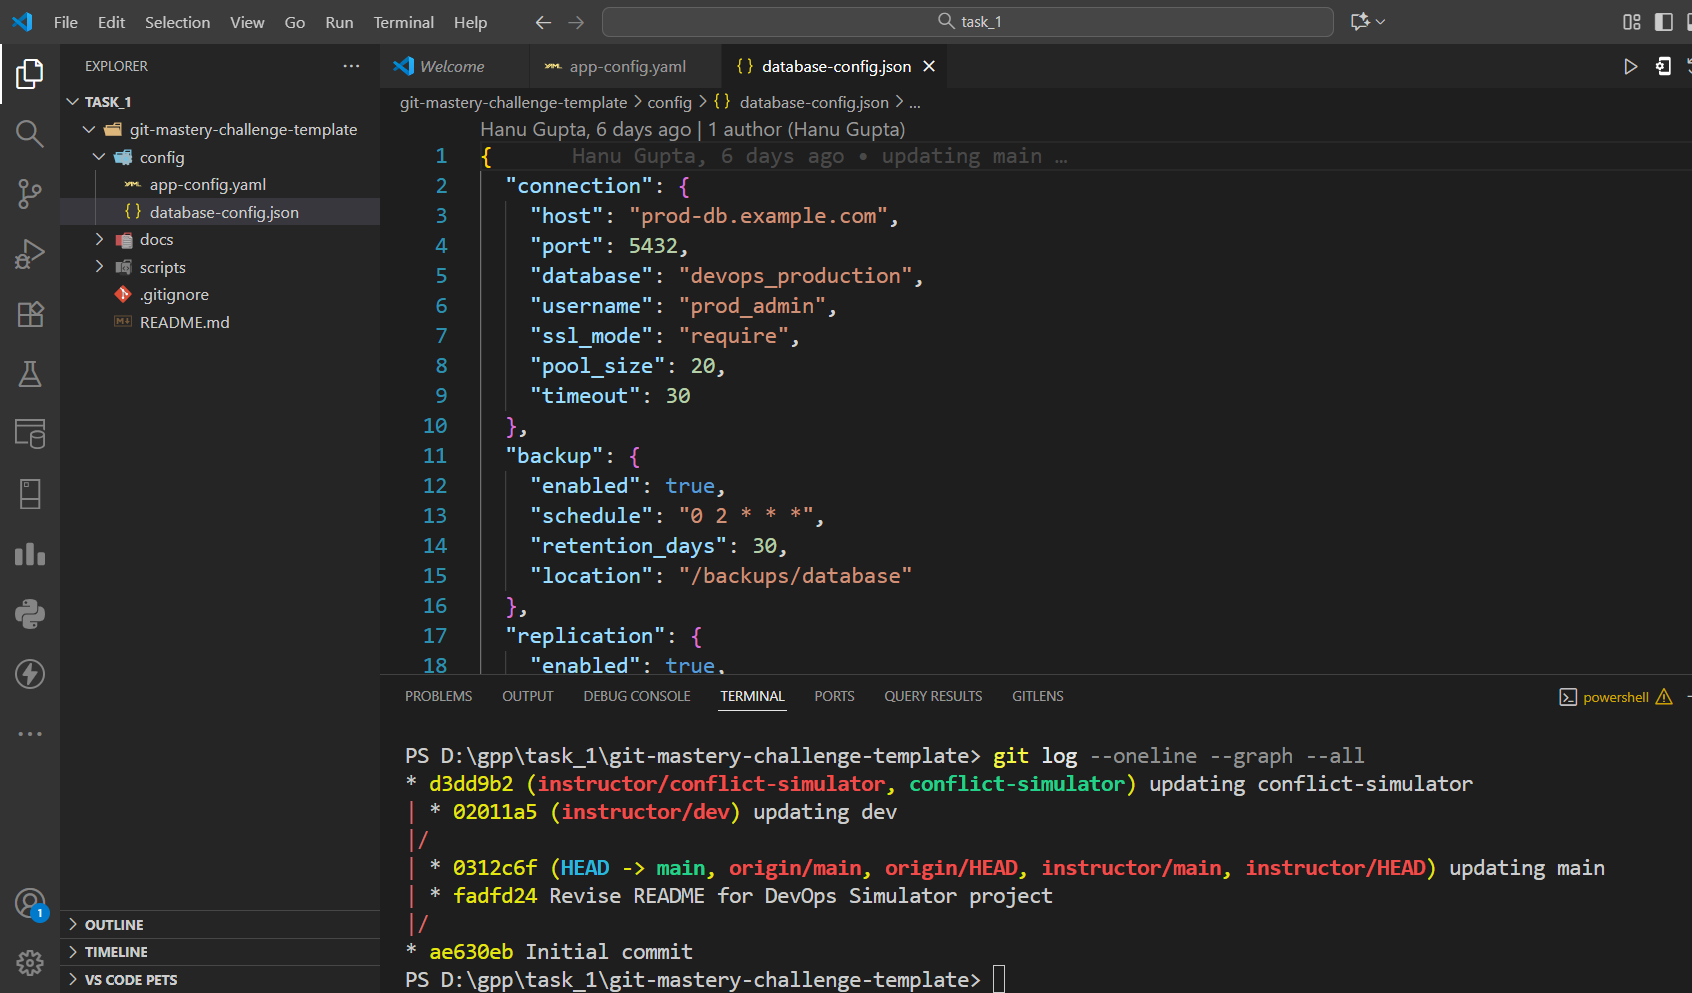 File Edit Selection View Go Run Terminal Help
task_1
EXPLORER
TASK_1
git-mastery-challenge-template
config
app-config.yaml
database-config.json
docs
scripts
.gitignore
README.md
OUTLINE
TIMELINE
VS CODE PETS
1
Welcome app-config.yaml database-config.json
git-mastery-challenge-template > config > {} database-config.json > ...
Hanu Gupta, 6 days ago | 1 author (Hanu Gupta)
1 { Hanu Gupta, 6 days ago • updating main …
2 "connection": {
3 "host": "prod-db.example.com",
4 "port": 5432,
5 "database": "devops_production",
6 "username": "prod_admin",
7 "ssl_mode": "require",
8 "pool_size": 20,
9 "timeout": 30
10 },
11 "backup": {
12 "enabled": true,
13 "schedule": "0 2 * * *",
14 "retention_days": 30,
15 "location": "/backups/database"
16 },
17 "replication": {
18 "enabled": true,
PROBLEMS OUTPUT DEBUG CONSOLE TERMINAL PORTS QUERY RESULTS GITLENS
powershell
PS D:\gpp\task_1\git-mastery-challenge-template> git log --oneline --graph --all
* d3dd9b2 (instructor/conflict-simulator, conflict-simulator) updating conflict-simulator
| * 02011a5 (instructor/dev) updating dev
|/
| * 0312c6f (HEAD -> main, origin/main, origin/HEAD, instructor/main, instructor/HEAD) updating main
| * fadfd24 Revise README for DevOps Simulator project
|/
* ae630eb Initial commit
PS D:\gpp\task_1\git-mastery-challenge-template>